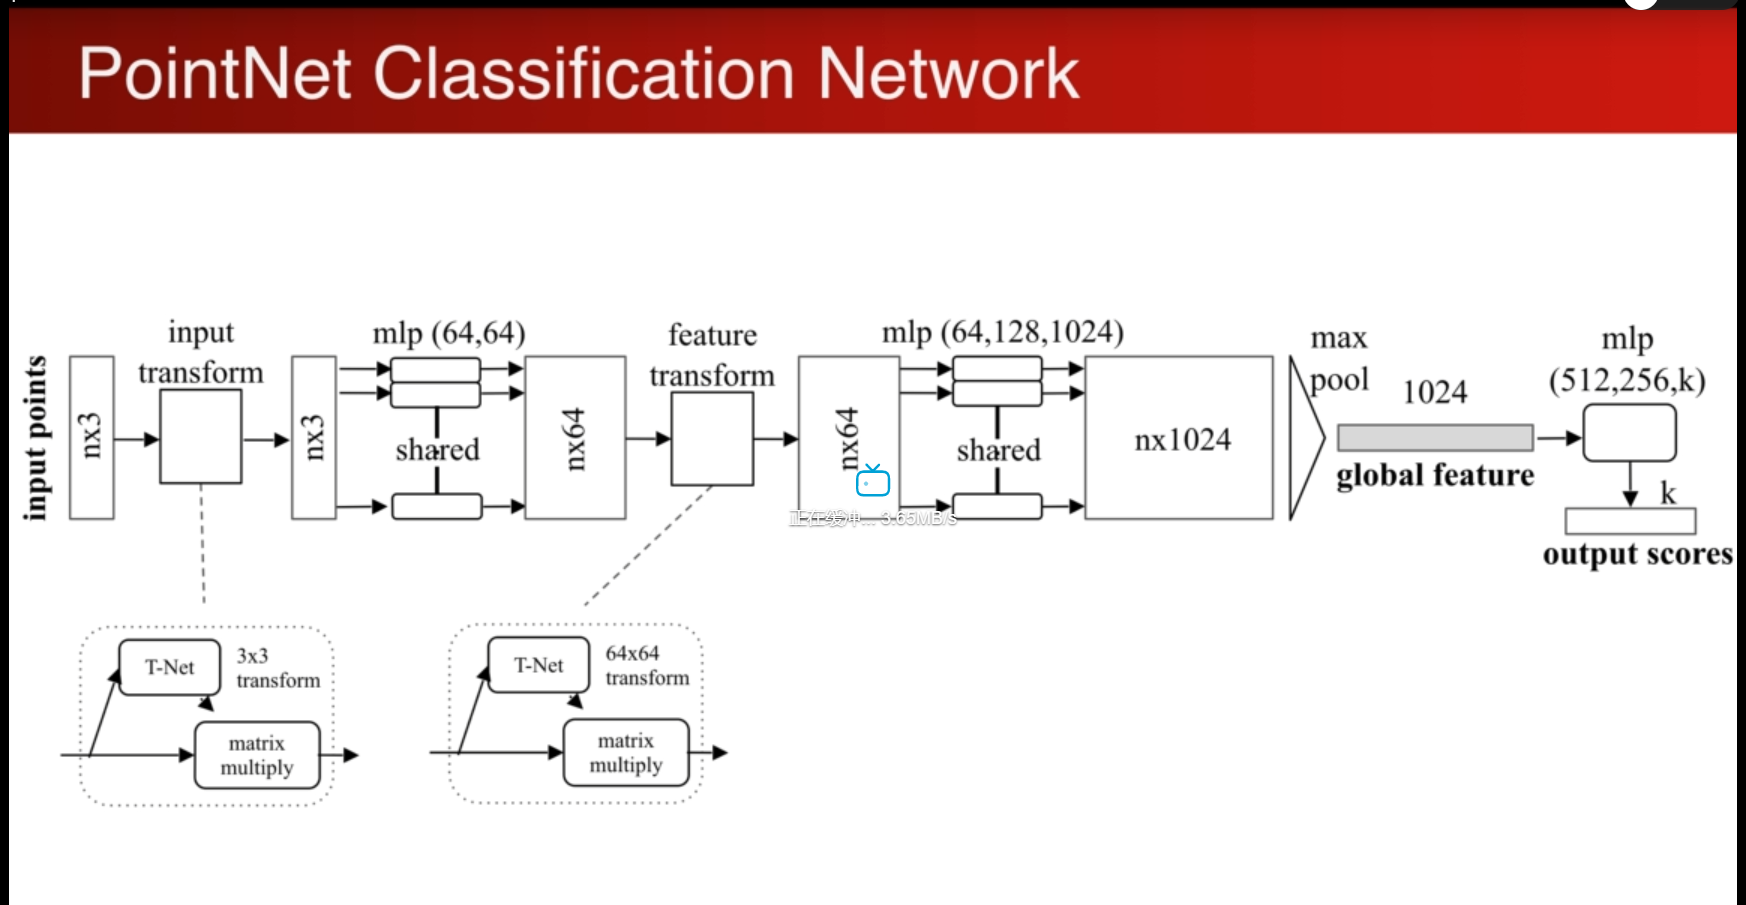 PointNet Classification Network
input points
nx3
input
transform
nx3
mlp (64,64)
shared
nx64
feature
transform
nx64
mlp (64,128,1024)
shared
nx1024
max
pool
1024
global feature
mlp
(512,256,k)
k
output scores
正在缓冲... 3.65MB/s
T-Net
3x3
transform
matrix
multiply
T-Net
64x64
transform
matrix
multiply